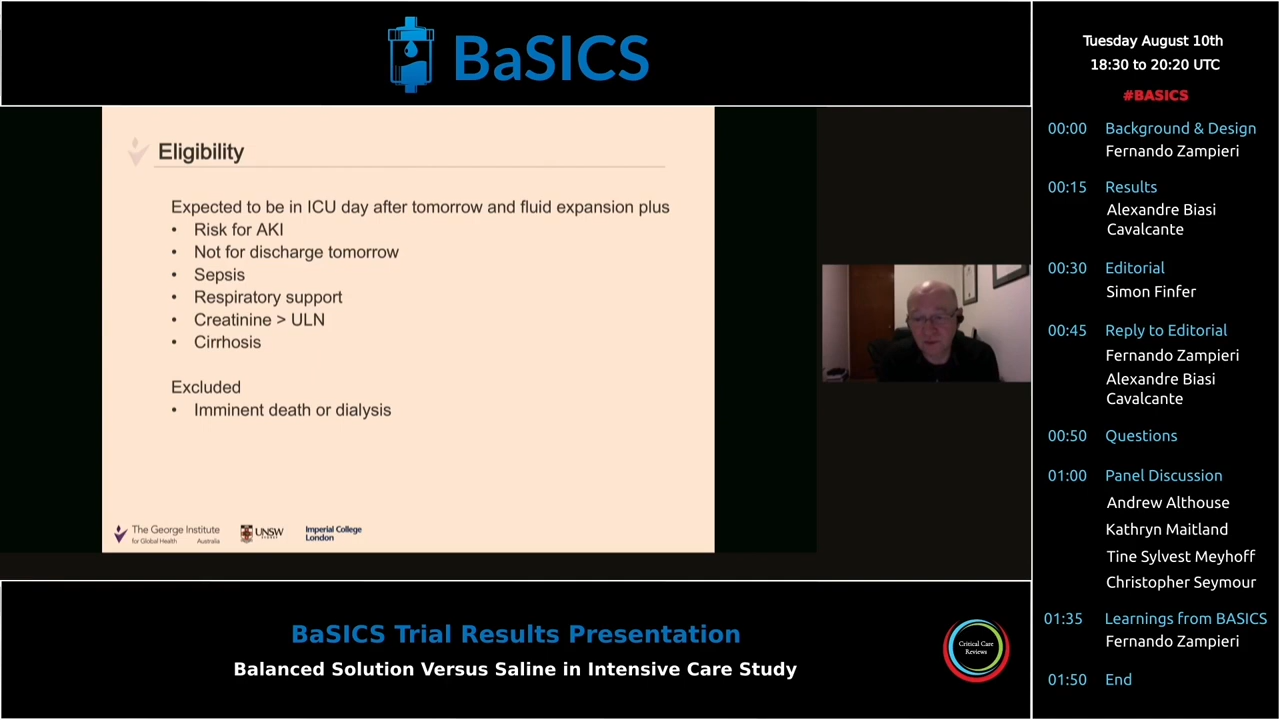 BaSICS
Eligibility
Expected to be in ICU day after tomorrow and fluid expansion plus
• Risk for AKI
• Not for discharge tomorrow
• Sepsis
• Respiratory support
• Creatinine > ULN
• Cirrhosis
Excluded
• Imminent death or dialysis
The George Institute
for Global Health Australia
UNSW
SYDNEY
Imperial College
London
BaSICS Trial Results Presentation
Balanced Solution Versus Saline in Intensive Care Study
Critical Care
Reviews
Tuesday August 10th
18:30 to 20:20 UTC
#BASICS
00:00 Background & Design
Fernando Zampieri
00:15 Results
Alexandre Biasi
Cavalcante
00:30 Editorial
Simon Finfer
00:45 Reply to Editorial
Fernando Zampieri
Alexandre Biasi
Cavalcante
00:50 Questions
01:00 Panel Discussion
Andrew Althouse
Kathryn Maitland
Tine Sylvest Meyhoff
Christopher Seymour
01:35 Learnings from BASICS
Fernando Zampieri
01:50 End